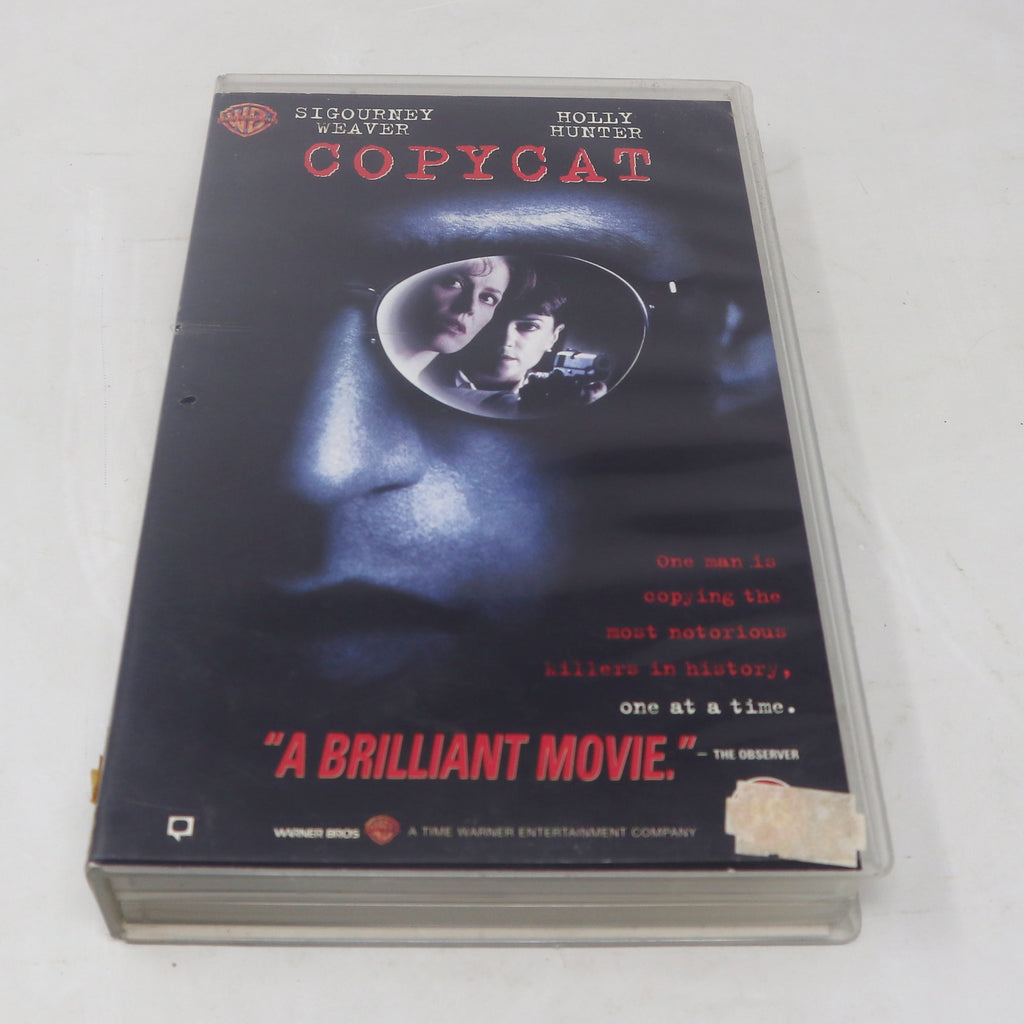 WB
SIGOURNEY WEAVER
HOLLY HUNTER
COPYCAT
One man is
copying the
most notorious
killers in history,
one at a time.
"A BRILLIANT MOVIE." – THE OBSERVER
WARNER BROS A TIME WARNER ENTERTAINMENT COMPANY